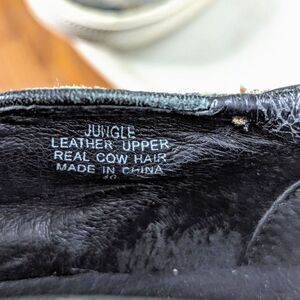 JUNGLE
LEATHER UPPER
REAL COW HAIR
MADE IN CHINA